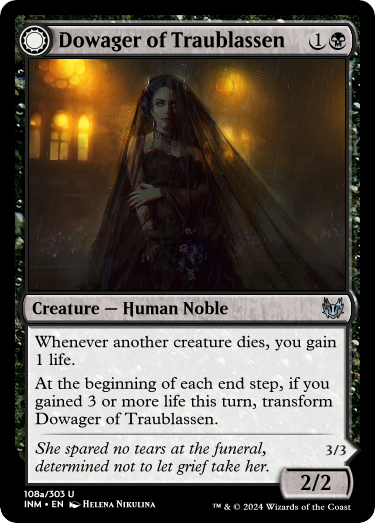 Dowager of Traublassen 1
Creature — Human Noble
Whenever another creature dies, you gain
1 life.
At the beginning of each end step, if you
gained 3 or more life this turn, transform
Dowager of Traublassen.
She spared no tears at the funeral,
determined not to let grief take her.
3/3
2/2
108a/303 U
INM • EN Helena Nikulina
™ & © 2024 Wizards of the Coast